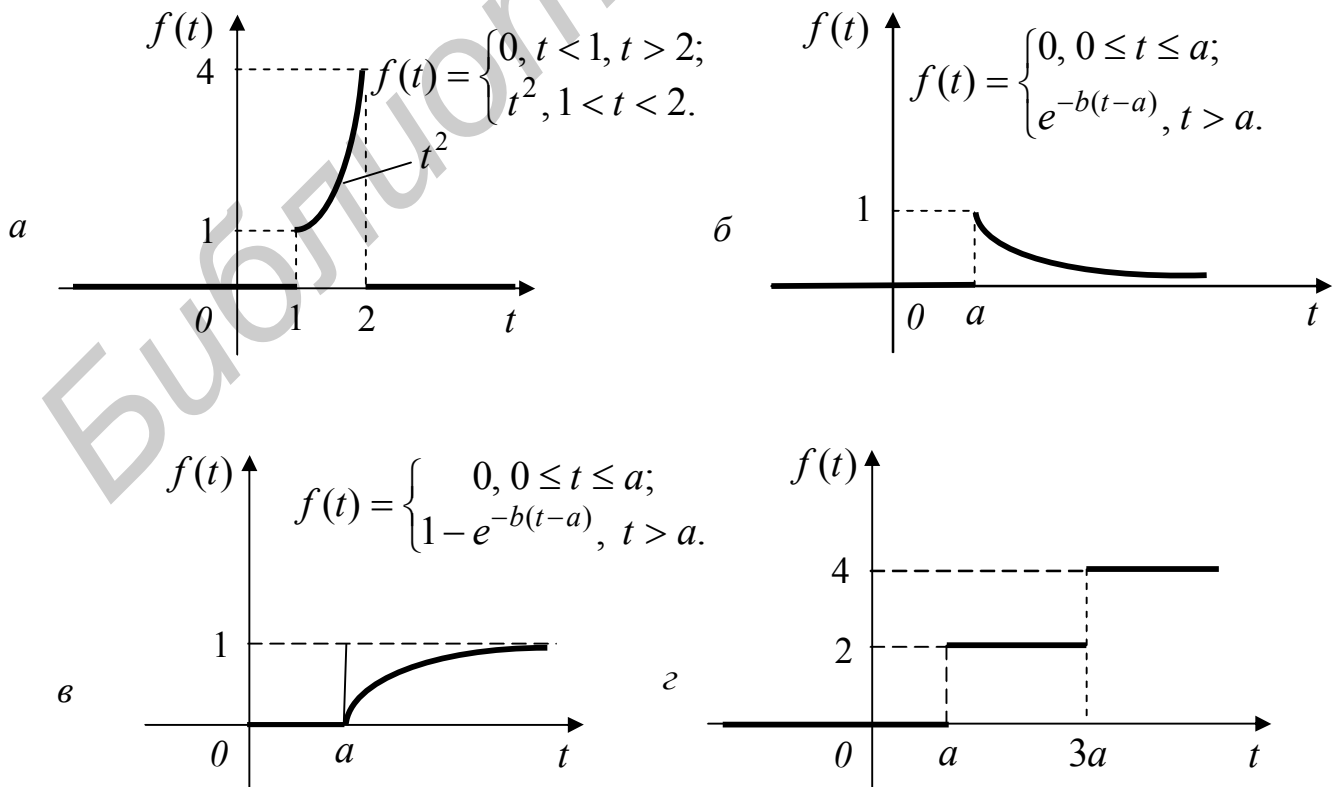 f(t)
4
f(t) = {0, t < 1, t > 2;
t², 1 < t < 2.
t²
1
а
0 1 2 t
f(t)
f(t) = {0, 0 ≤ t ≤ a;
e^{-b(t-a)}, t > a.
1
б
0 a t
f(t)
f(t) = {0, 0 ≤ t ≤ a;
1 - e^{-b(t-a)}, t > a.
1
в
0 a t
f(t)
4
2
г
0 a 3a t